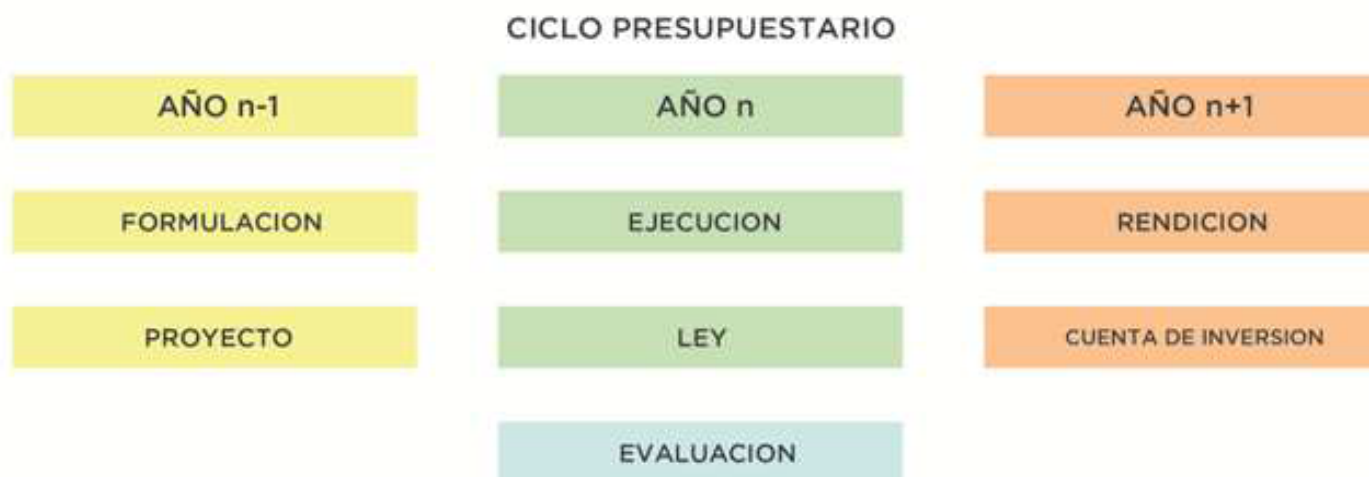 CICLO PRESUPUESTARIO
AÑO n-1
AÑO n
AÑO n+1
FORMULACION
EJECUCION
RENDICION
PROYECTO
LEY
CUENTA DE INVERSION
EVALUACION